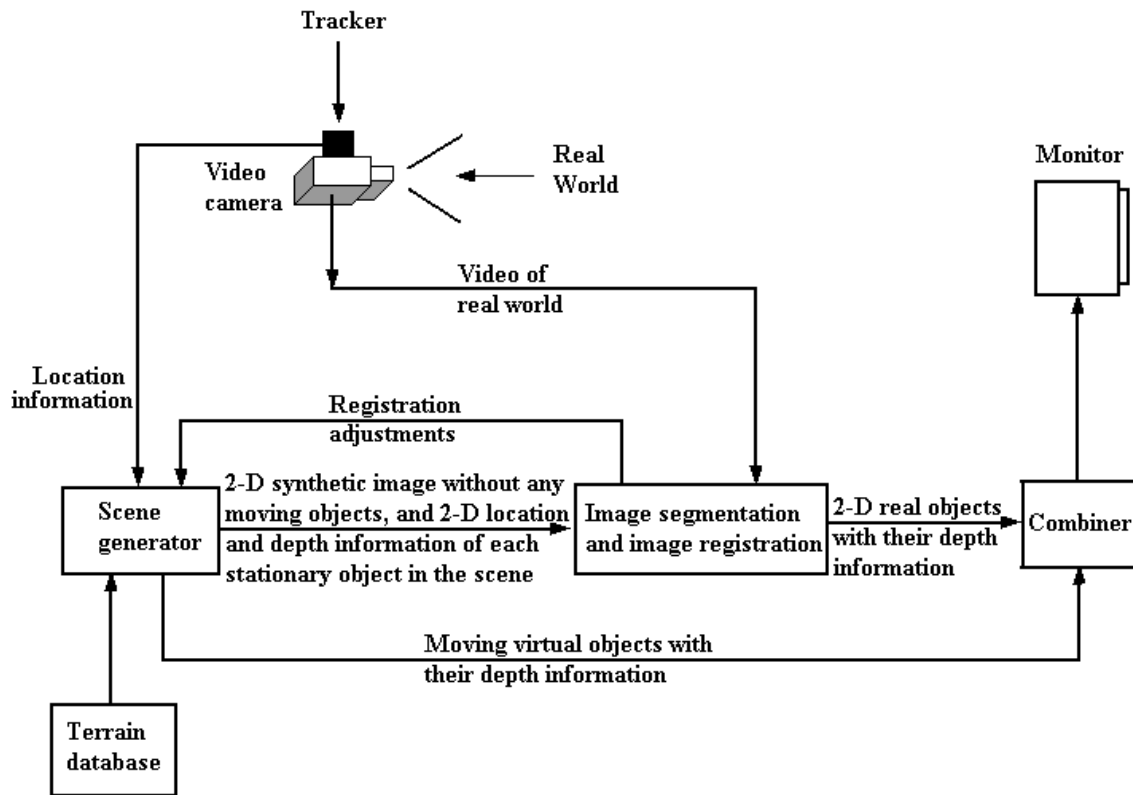 Tracker
Video
camera
Real
World
Monitor
Video of
real world
Location
information
Registration
adjustments
Scene
generator
2-D synthetic image without any
moving objects, and 2-D location
and depth information of each
stationary object in the scene
Image segmentation
and image registration
2-D real objects
with their depth
information
Combiner
Moving virtual objects with
their depth information
Terrain
database